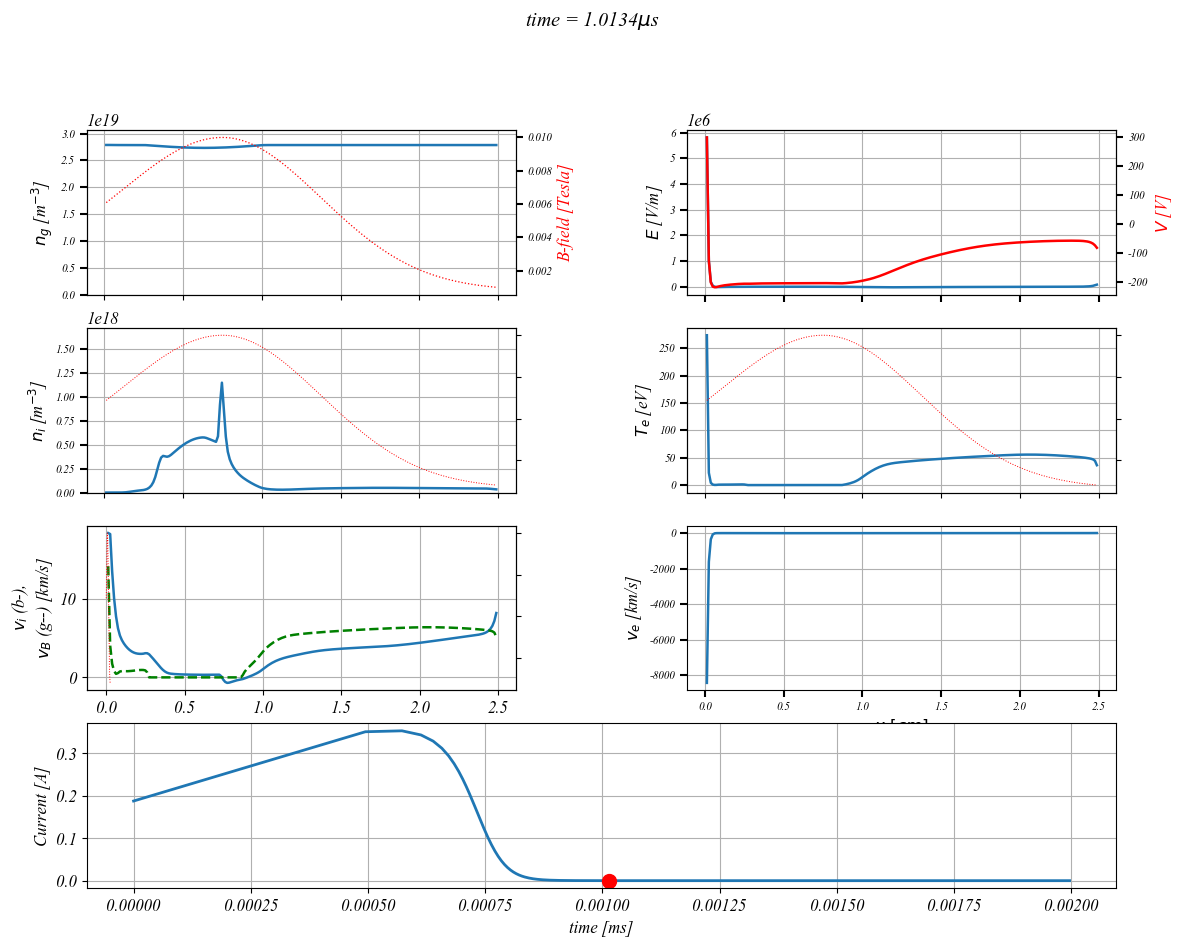 time = 1.0134μs
1e19
3.0
2.5
2.0
1.5
1.0
0.5
0.0
n_g [m^{-3}]
0.010
0.008
0.006
0.004
0.002
B-field [Tesla]
1e6
6
5
4
3
2
1
0
E [V/m]
300
200
100
0
-100
-200
V [V]
1e18
1.50
1.25
1.00
0.75
0.50
0.25
0.00
n_i [m^{-3}]
250
200
150
100
50
0
T_e [eV]
10
0
v_i (b-),
v_B (g--) [km/s]
0.0 0.5 1.0 1.5 2.0 2.5
0
-2000
-4000
-6000
-8000
v_e [km/s]
0.0 0.5 1.0 1.5 2.0 2.5
0.3
0.2
0.1
0.0
Current [A]
0.00000 0.00025 0.00050 0.00075 0.00100 0.00125 0.00150 0.00175 0.00200
time [ms]